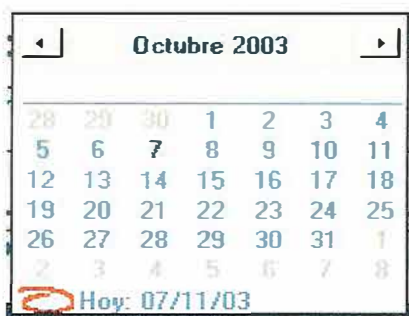 Octubre 2003
28 29 30 1 2 3 4
5 6 7 8 9 10 11
12 13 14 15 16 17 18
19 20 21 22 23 24 25
26 27 28 29 30 31 1
2 3 4 5 6 7 8
Hoy: 07/11/03